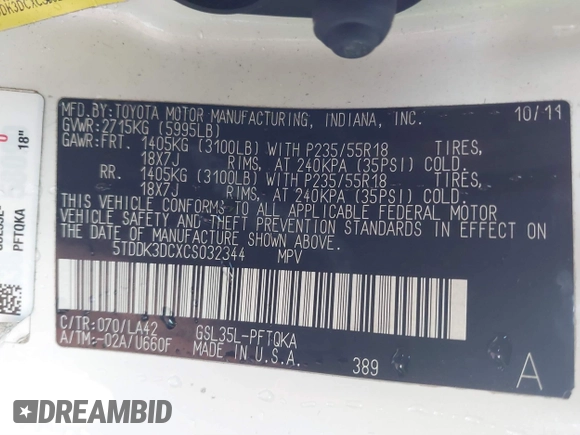 MFD.BY:TOYOTA MOTOR MANUFACTURING, INDIANA, INC. 10/11
GVWR:2715KG (5995LB)
GAWR:FRT. 1405KG (3100LB) WITH P235/55R18 TIRES,
18X7J RIMS, AT 240KPA (35PSI) COLD.
RR. 1405KG (3100LB) WITH P235/55R18 TIRES,
18X7J RIMS, AT 240KPA (35PSI) COLD.
THIS VEHICLE CONFORMS TO ALL APPLICABLE FEDERAL MOTOR
VEHICLE SAFETY AND THEFT PREVENTION STANDARDS IN EFFECT ON
THE DATE OF MANUFACTURE SHOWN ABOVE.
5TDDK3DCXCS032344 MPV
C/TR:070/LA42 GSL35L-PFTQKA
A/TM:-02A/U660F MADE IN U.S.A. 389 A
18"
PFTQKA
DREAMBID